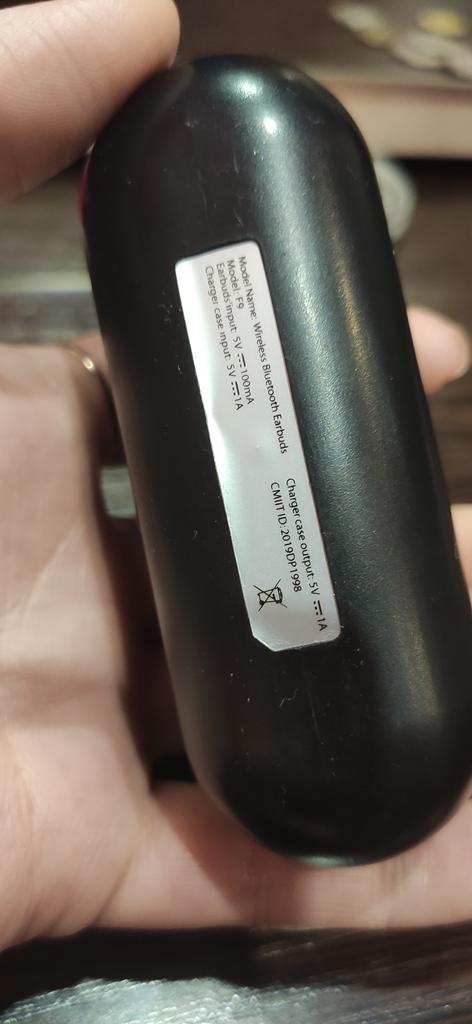 Model Name: Wireless Bluetooth Earbuds
Model: F9
Earbuds'input: 5V ⎓100mA
Charger case input: 5V ⎓1A
Charger case output: 5V ⎓1A
CMIIT ID: 2019DP1998